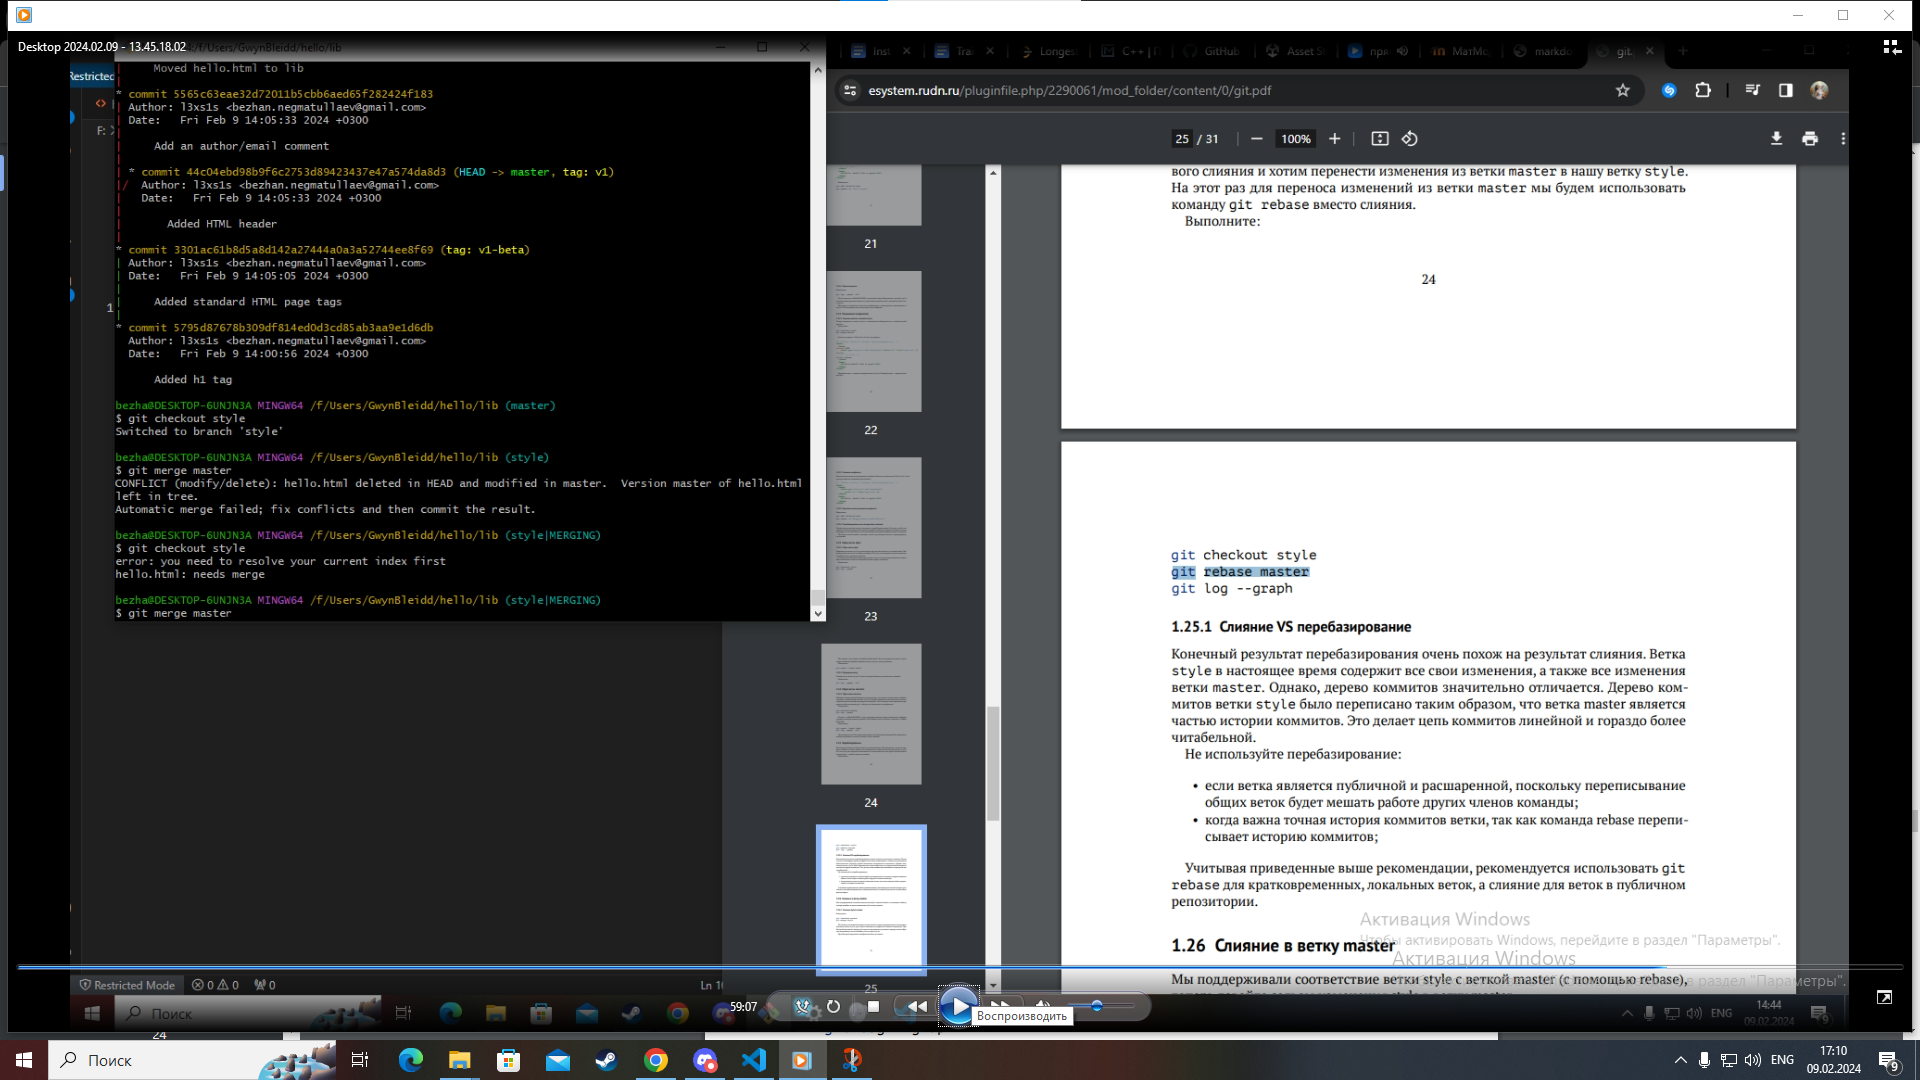 Desktop 2024.02.09 - 13.45.18.02
/f/Users/GwynBleidd/hello/lib
Restricted
Moved hello.html to lib
* commit 5565c63eae32d72011b5cbb6aed65f282424f183
Author: l3xs1s <bezhan.negmatullaev@gmail.com>
Date: Fri Feb 9 14:05:33 2024 +0300
Add an author/email comment
* commit 44c04ebd98b9f6c2753d89423437e47a574da8d3 (HEAD -> master, tag: v1)
Author: l3xs1s <bezhan.negmatullaev@gmail.com>
Date: Fri Feb 9 14:05:33 2024 +0300
Added HTML header
* commit 3301ac61b8d5a8d142a27444a0a3a52744ee8f69 (tag: v1-beta)
Author: l3xs1s <bezhan.negmatullaev@gmail.com>
Date: Fri Feb 9 14:05:05 2024 +0300
Added standard HTML page tags
* commit 5795d87678b309df814ed0d3cd85ab3aa9e1d6db
Author: l3xs1s <bezhan.negmatullaev@gmail.com>
Date: Fri Feb 9 14:00:56 2024 +0300
Added h1 tag
bezha@DESKTOP-6UNJN3A MINGW64 /f/Users/GwynBleidd/hello/lib (master)
$ git checkout style
Switched to branch 'style'
bezha@DESKTOP-6UNJN3A MINGW64 /f/Users/GwynBleidd/hello/lib (style)
$ git merge master
CONFLICT (modify/delete): hello.html deleted in HEAD and modified in master. Version master of hello.html
left in tree.
Automatic merge failed; fix conflicts and then commit the result.
bezha@DESKTOP-6UNJN3A MINGW64 /f/Users/GwynBleidd/hello/lib (style|MERGING)
$ git checkout style
error: you need to resolve your current index first
hello.html: needs merge
bezha@DESKTOP-6UNJN3A MINGW64 /f/Users/GwynBleidd/hello/lib (style|MERGING)
$ git merge master
F:
1
Inst
Tra
Longes
C++ | П
GitHub
Asset S
при
МатМо
markdo
git.
esystem.rudn.ru/pluginfile.php/2290061/mod_folder/content/0/git.pdf
25 / 31
100%
21
22
23
24
25
вого слияния и хотим перенести изменения из ветки master в нашу ветку style.
На этот раз для переноса изменений из ветки master мы будем использовать
команду git rebase вместо слияния.
Выполните:
24
git checkout style
git rebase master
git log --graph
1.25.1 Слияние VS перебазирование
Конечный результат перебазирования очень похож на результат слияния. Ветка
style в настоящее время содержит все свои изменения, а также все изменения
ветки master. Однако, дерево коммитов значительно отличается. Дерево ком-
митов ветки style было переписано таким образом, что ветка master является
частью истории коммитов. Это делает цепь коммитов линейной и гораздо более
читабельной.
Не используйте перебазирование:
• если ветка является публичной и расшаренной, поскольку переписывание
общих веток будет мешать работе других членов команды;
• когда важна точная история коммитов ветки, так как команда rebase перепи-
сывает историю коммитов;
Учитывая приведенные выше рекомендации, рекомендуется использовать git
rebase для кратковременных, локальных веток, а слияние для веток в публичном
репозитории.
Активация Windows
Чтобы активировать Windows, перейдите в раздел "Параметры".
1.26 Слияние в ветку master
Активация Windows
Мы поддерживали соответствие ветки style с веткой master (с помощью rebase),
в раздел "Параметры".
Restricted Mode
0 0
0
Ln 1
59:07
Воспроизводить
Поиск
ENG
14:44
09.02.2024
24
Поиск
ENG
17:10
09.02.2024
9